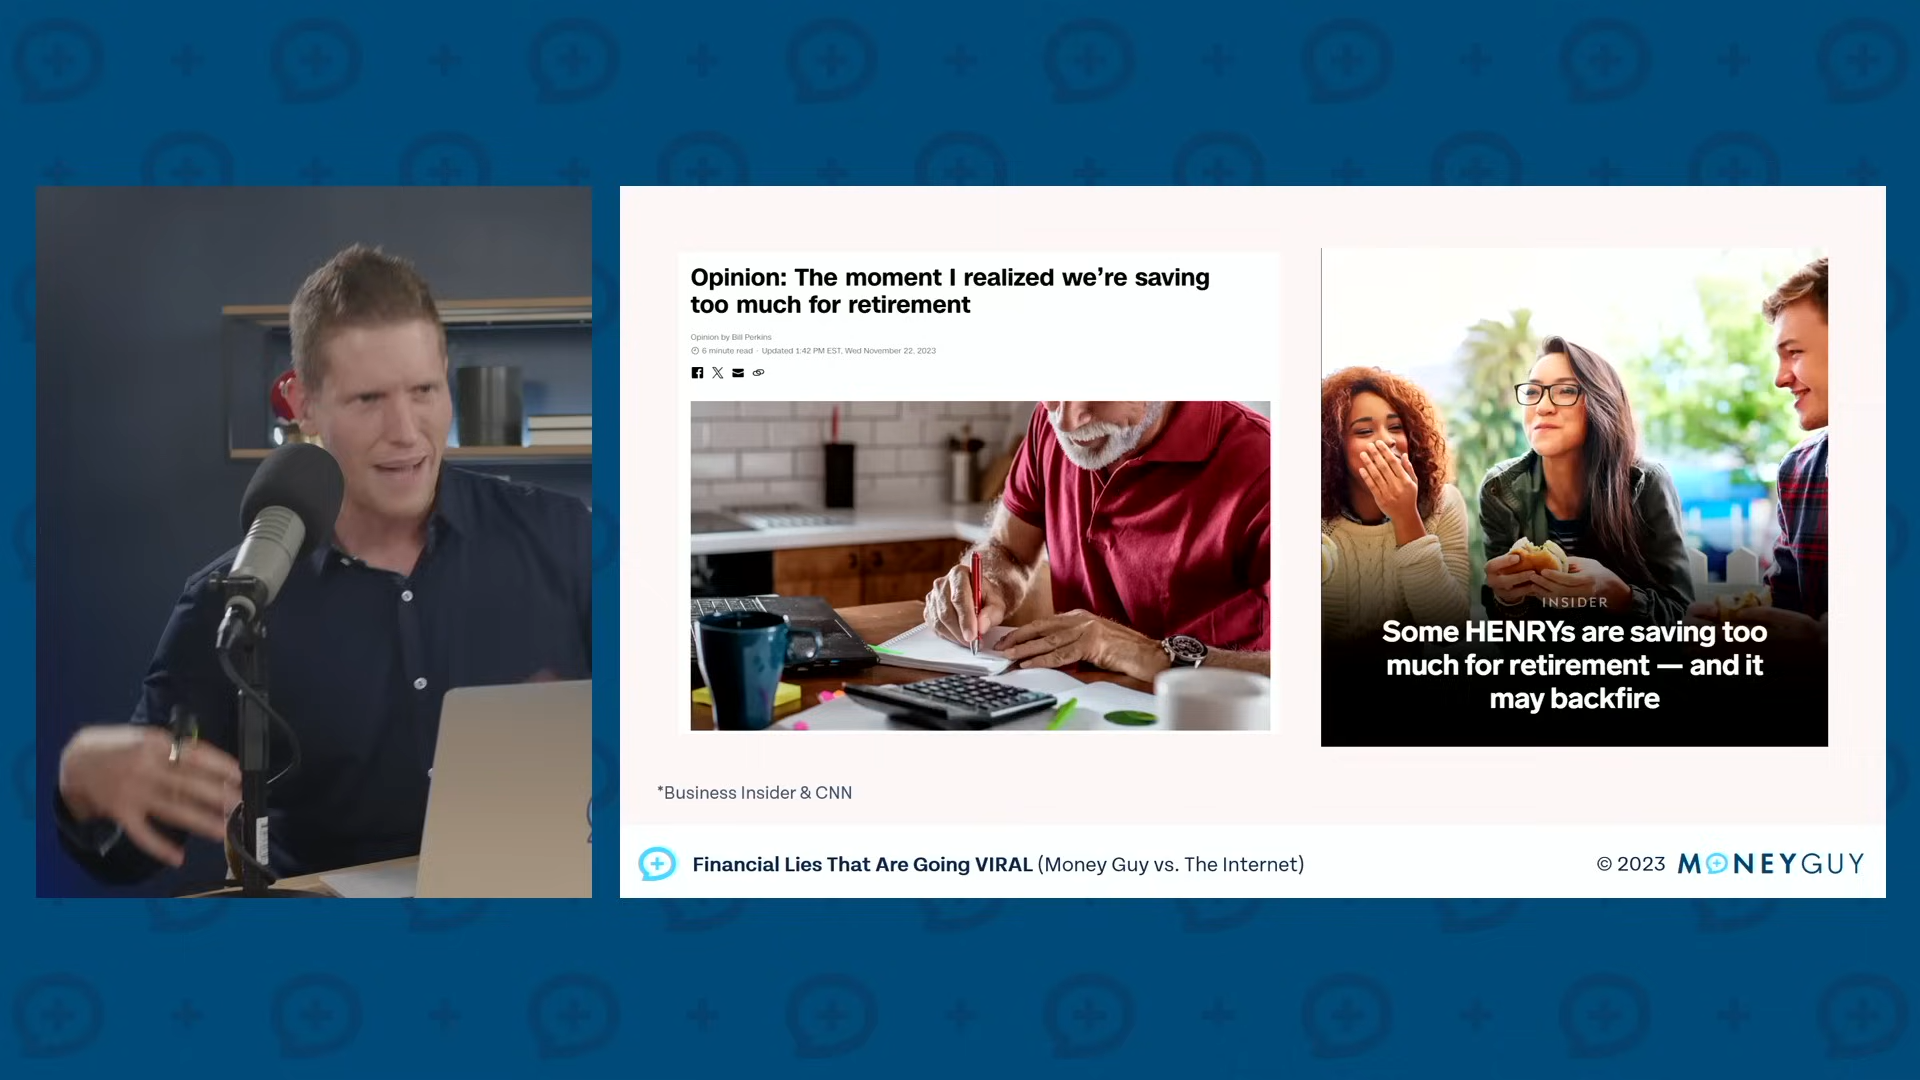 Opinion: The moment I realized we're saving
too much for retirement
Opinion by Bill Perkins
6 minute read · Updated 1:42 PM EST, Wed November 22, 2023
INSIDER
Some HENRYs are saving too
much for retirement — and it
may backfire
*Business Insider & CNN
Financial Lies That Are Going VIRAL (Money Guy vs. The Internet)
© 2023 MONEYGUY